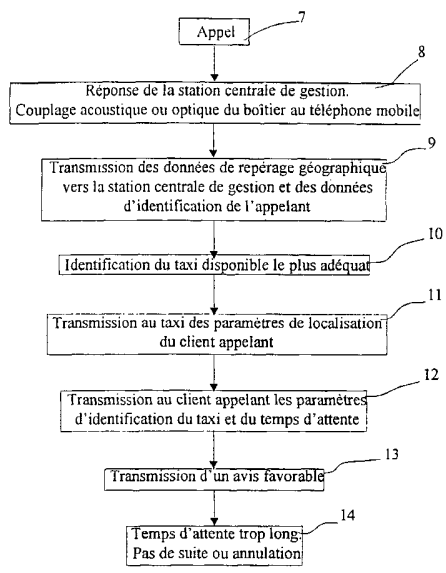 7
Appel
8
Réponse de la station centrale de gestion.
Couplage acoustique ou optique du boîtier au téléphone mobile
9
Transmission des données de repérage géographique
vers la station centrale de gestion et des données
d'identification de l'appelant
10
Identification du taxi disponible le plus adéquat
11
Transmission au taxi des paramètres de localisation
du client appelant
12
Transmission au client appelant les paramètres
d'identification du taxi et du temps d'attente
13
Transmission d'un avis favorable
14
Temps d'attente trop long.
Pas de suite ou annulation